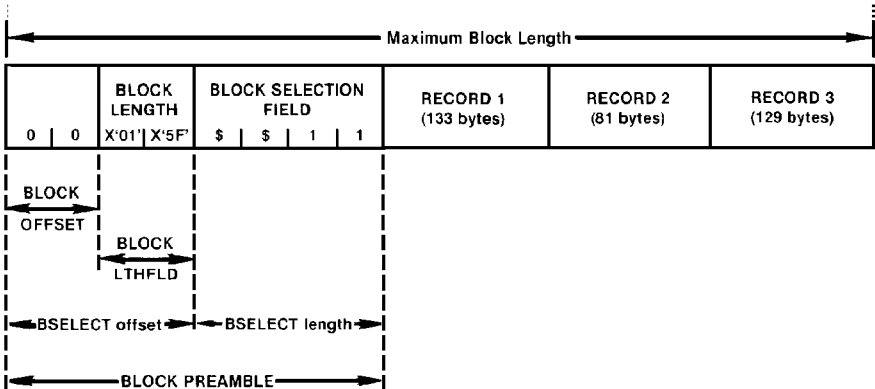 Maximum Block Length
BLOCK LENGTH
BLOCK SELECTION FIELD
RECORD 1 (133 bytes)
RECORD 2 (81 bytes)
RECORD 3 (129 bytes)
0 0 X'01' X'5F' $ $ 1 1
BLOCK OFFSET
BLOCK LTHFLD
BSELECT offset BSELECT length
BLOCK PREAMBLE